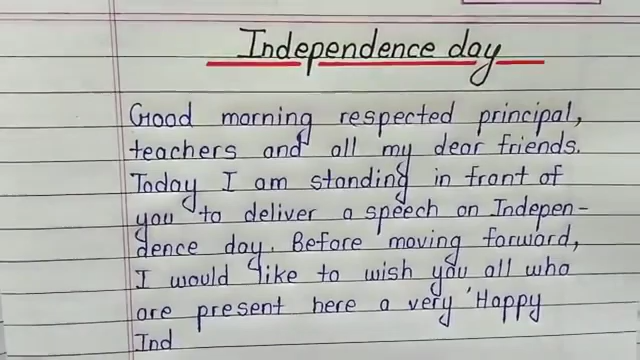 Independence day
Good morning respected principal,
teachers and all my dear friends.
Today I am standing in front of
you to deliver a speech on Indepen-
dence day. Before moving forward,
I would like to wish you all who
are present here a very 'Happy
Ind